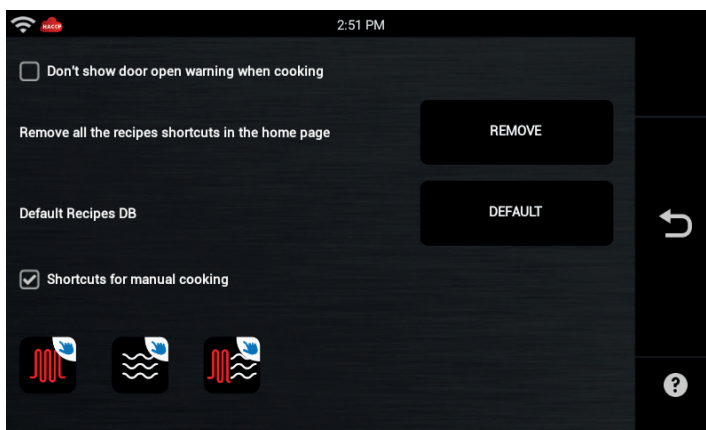 HACCP
2:51 PM
Don't show door open warning when cooking
Remove all the recipes shortcuts in the home page
REMOVE
Default Recipes DB
DEFAULT
Shortcuts for manual cooking
?